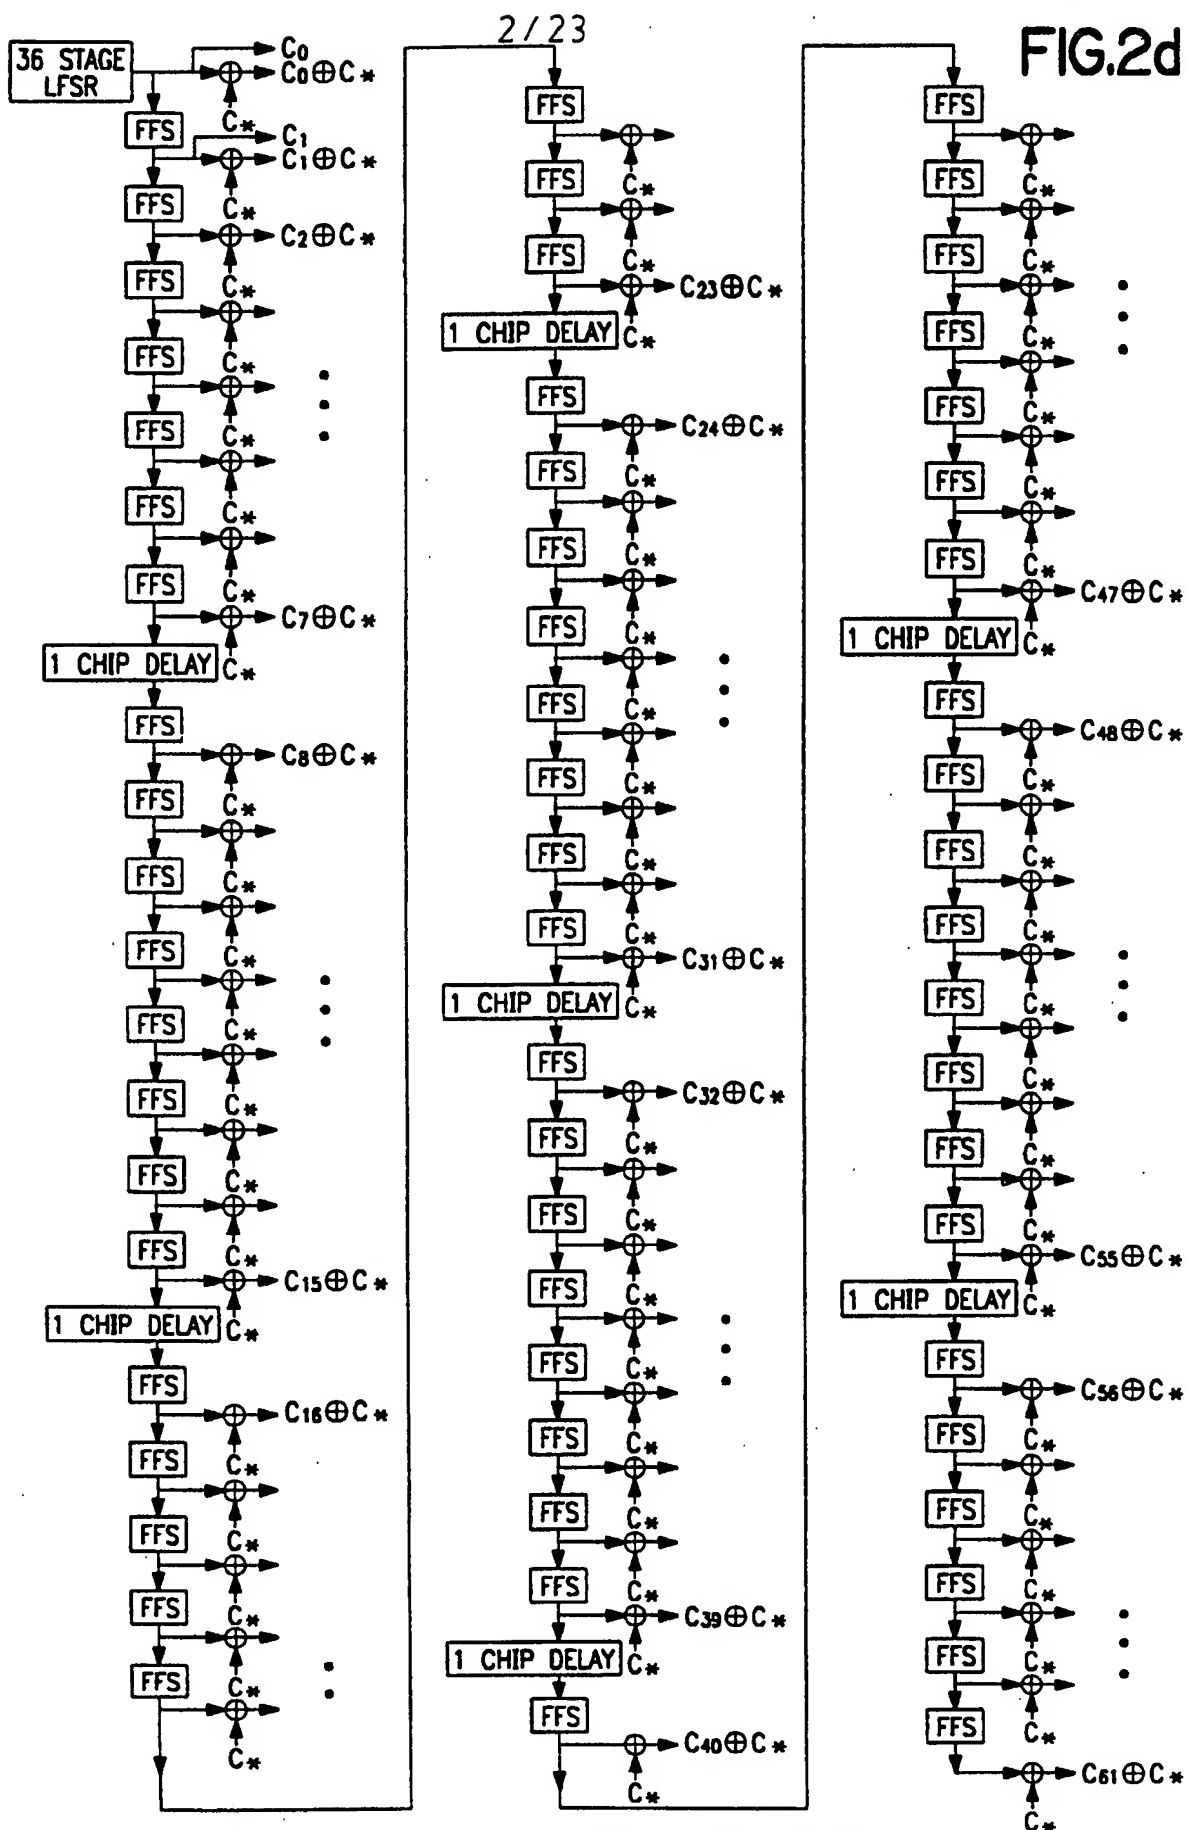 2/23
FIG.2d
36 STAGE
LFSR
C0
C0⊕C*
C*
FFS
C1
C1⊕C*
FFS C*
C2⊕C*
FFS C*
FFS C*
FFS C*
FFS C*
FFS C*
C7⊕C*
1 CHIP DELAY C*
FFS
C8⊕C*
FFS C*
FFS C*
FFS C*
FFS C*
FFS C*
FFS C*
FFS C*
C15⊕C*
1 CHIP DELAY C*
FFS
C16⊕C*
FFS C*
FFS C*
FFS C*
FFS C*
C*
FFS
FFS C*
FFS C*
C23⊕C*
1 CHIP DELAY C*
FFS
C24⊕C*
FFS C*
FFS C*
FFS C*
FFS C*
FFS C*
FFS C*
FFS C*
C31⊕C*
1 CHIP DELAY C*
FFS
C32⊕C*
FFS C*
FFS C*
FFS C*
FFS C*
FFS C*
FFS C*
FFS C*
C39⊕C*
1 CHIP DELAY C*
FFS
C40⊕C*
C*
FFS
FFS C*
FFS C*
FFS C*
FFS C*
FFS C*
FFS C*
C47⊕C*
1 CHIP DELAY C*
FFS
C48⊕C*
FFS C*
FFS C*
FFS C*
FFS C*
FFS C*
FFS C*
FFS C*
C55⊕C*
1 CHIP DELAY C*
FFS
C56⊕C*
FFS C*
FFS C*
FFS C*
FFS C*
FFS C*
C61⊕C*
C*